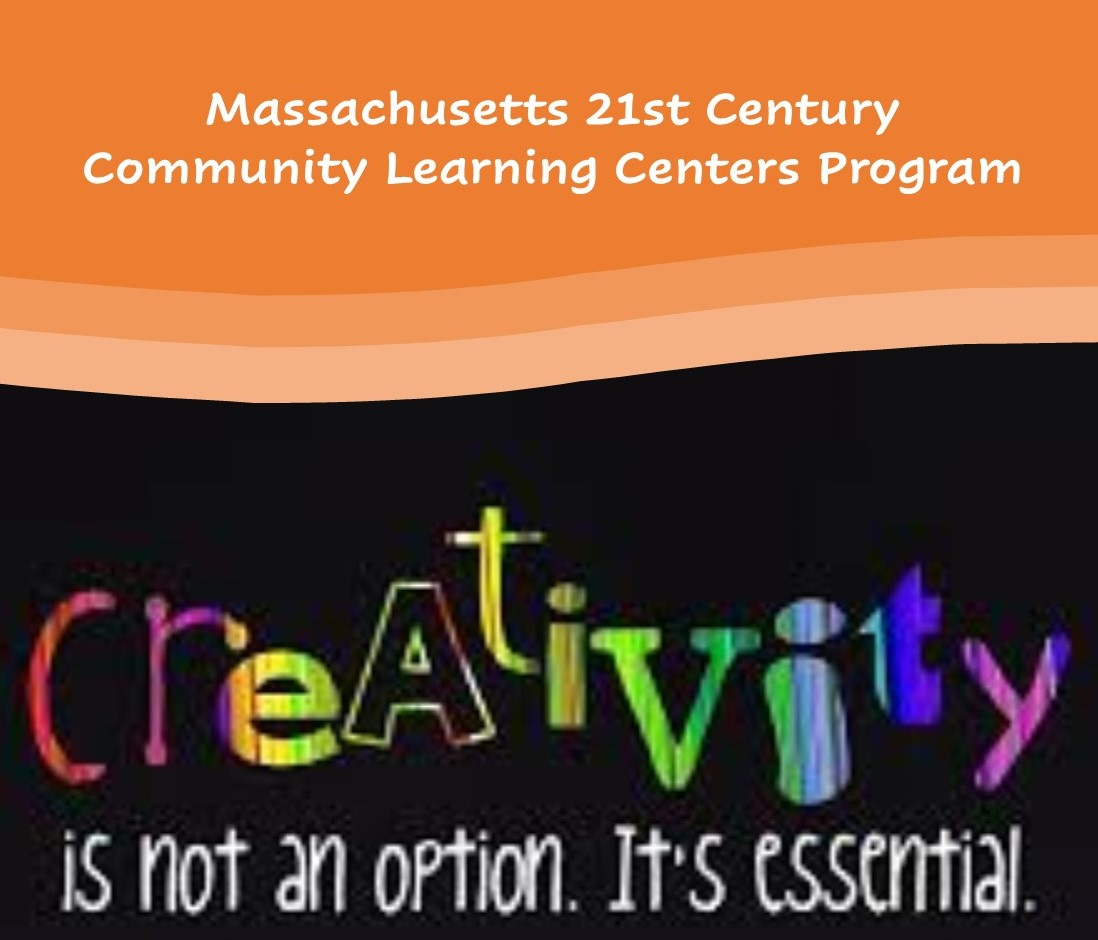 Massachusetts 21st Century
Community Learning Centers Program
CreAtivity
is not an option. It's essential.